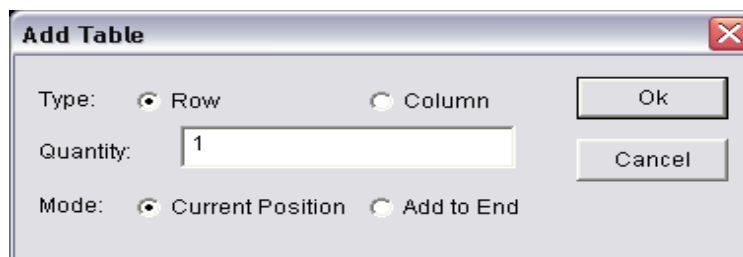 Add Table
Type: Row Column Ok
Quantity: 1
Cancel
Mode: Current Position Add to End